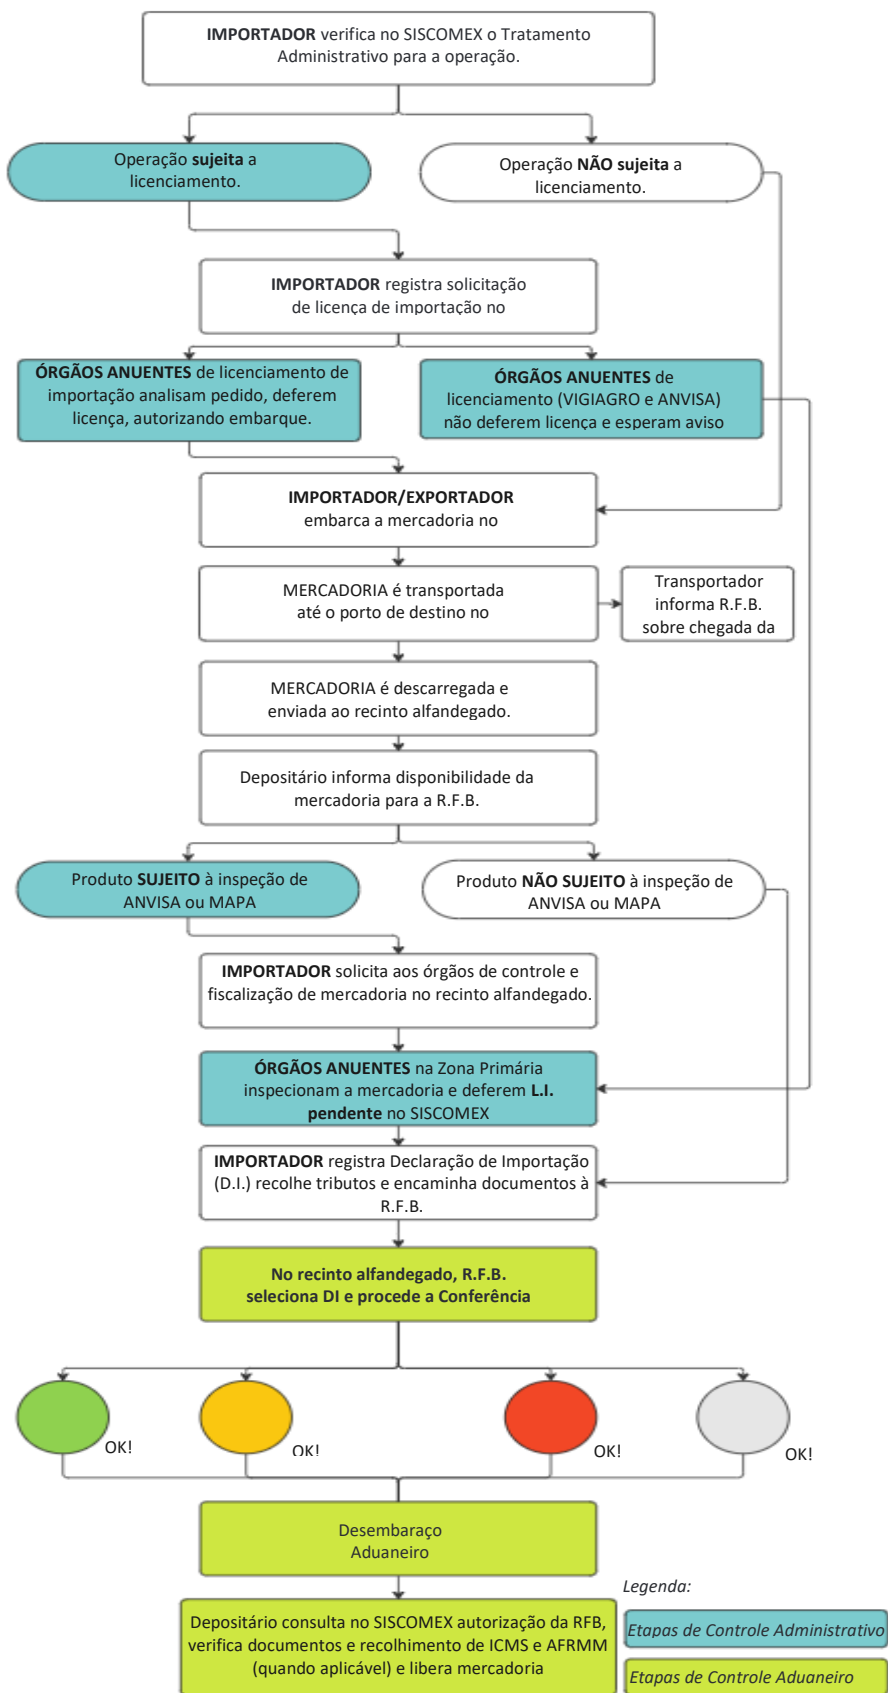 IMPORTADOR verifica no SISCOMEX o Tratamento
Administrativo para a operação.
Operação sujeita a
licenciamento.
Operação NÃO sujeita a
licenciamento.
IMPORTADOR registra solicitação
de licença de importação no
ÓRGÃOS ANUENTES de licenciamento de
importação analisam pedido, deferem
licença, autorizando embarque.
ÓRGÃOS ANUENTES de
licenciamento (VIGIAGRO e ANVISA)
não deferem licença e esperam aviso
IMPORTADOR/EXPORTADOR
embarca a mercadoria no
MERCADORIA é transportada
até o porto de destino no
Transportador
informa R.F.B.
sobre chegada da
MERCADORIA é descarregada e
enviada ao recinto alfandegado.
Depositário informa disponibilidade da
mercadoria para a R.F.B.
Produto SUJEITO à inspeção de
ANVISA ou MAPA
Produto NÃO SUJEITO à inspeção de
ANVISA ou MAPA
IMPORTADOR solicita aos órgãos de controle e
fiscalização de mercadoria no recinto alfandegado.
ÓRGÃOS ANUENTES na Zona Primária
inspecionam a mercadoria e deferem L.I.
pendente no SISCOMEX
IMPORTADOR registra Declaração de Importação
(D.I.) recolhe tributos e encaminha documentos à
R.F.B.
No recinto alfandegado, R.F.B.
seleciona DI e procede a Conferência
OK!
OK!
OK!
OK!
Desembaraço
Aduaneiro
Legenda:
Depositário consulta no SISCOMEX autorização da RFB,
verifica documentos e recolhimento de ICMS e AFRMM
(quando aplicável) e libera mercadoria
Etapas de Controle Administrativo
Etapas de Controle Aduaneiro